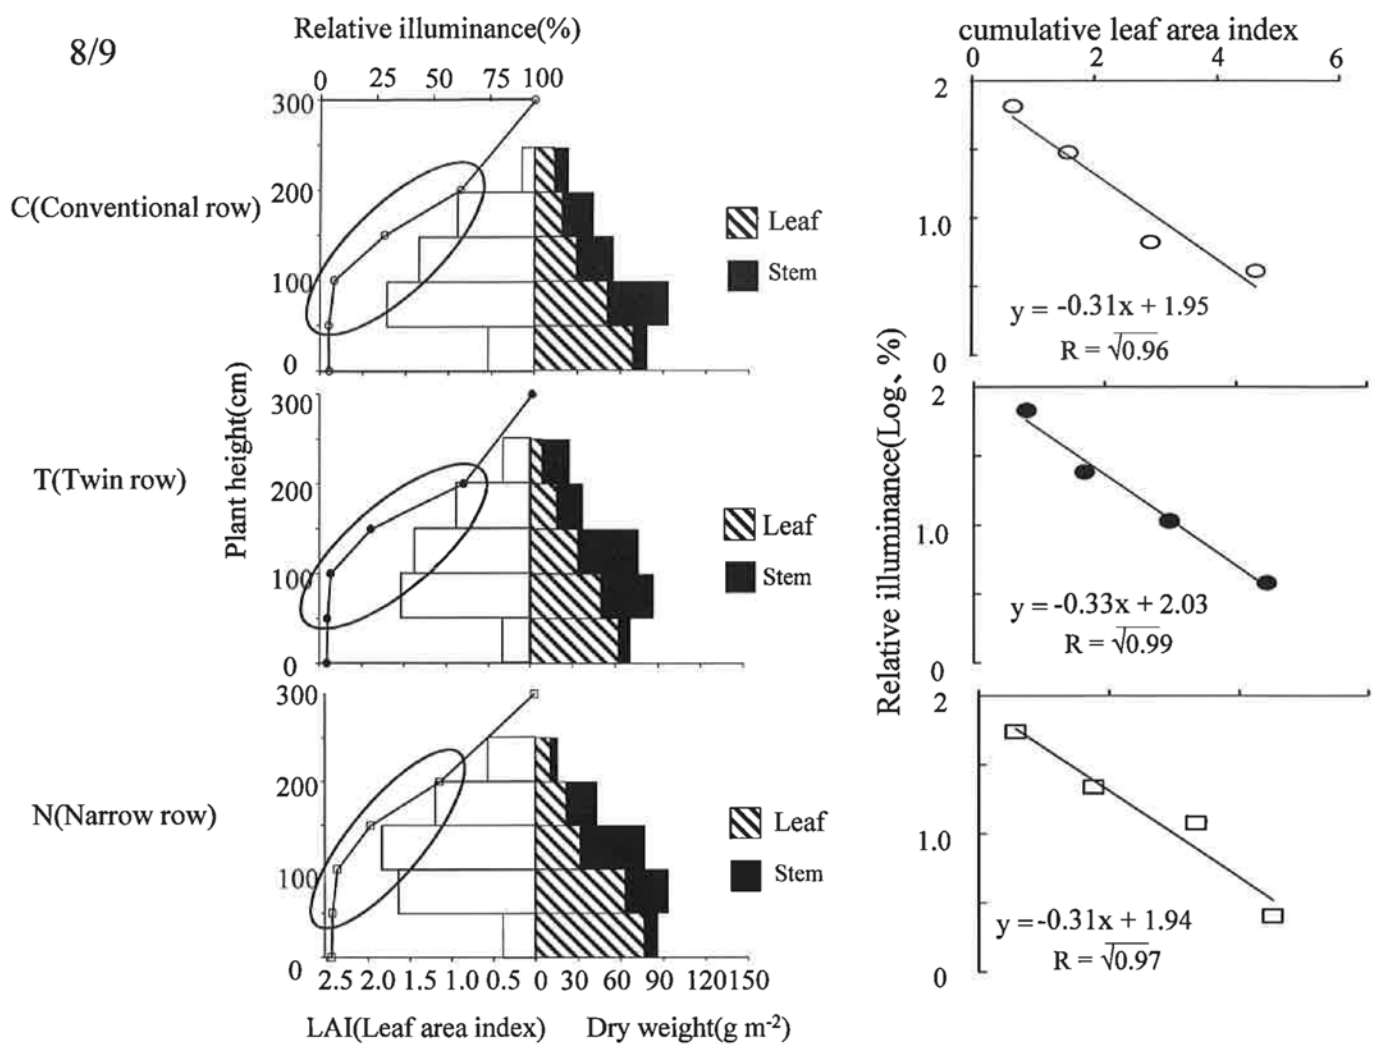 8/9
Relative illuminance(%)
0 25 50 75 100
C(Conventional row)
300
200
100
0
Leaf
Stem
T(Twin row)
Plant height(cm)
300
200
100
0
Leaf
Stem
N(Narrow row)
300
200
100
0
Leaf
Stem
2.5 2.0 1.5 1.0 0.5 0 30 60 90 120 150
LAI(Leaf area index)
Dry weight(g m⁻²)
cumulative leaf area index
0 2 4 6
Relative illuminance(Log、%)
2
1.0
0
y = -0.31x + 1.95
R = √0.96
2
1.0
0
y = -0.33x + 2.03
R = √0.99
2
1.0
0
y = -0.31x + 1.94
R = √0.97